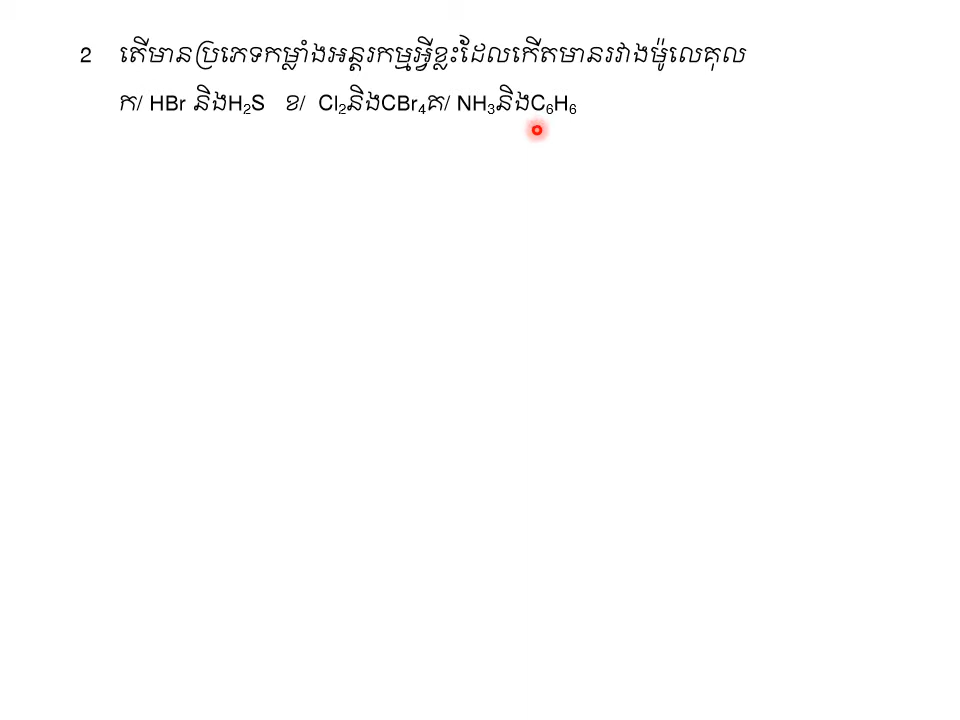 2 តើមានប្រភេទកម្លាំងអន្តរកម្មអ្វីខ្លះដែលកើតមានរវាងម៉ូលេគុល
ក/ HBr និងH₂S ខ/ Cl₂និងCBr₄គ/ NH₃និងC₆H₆